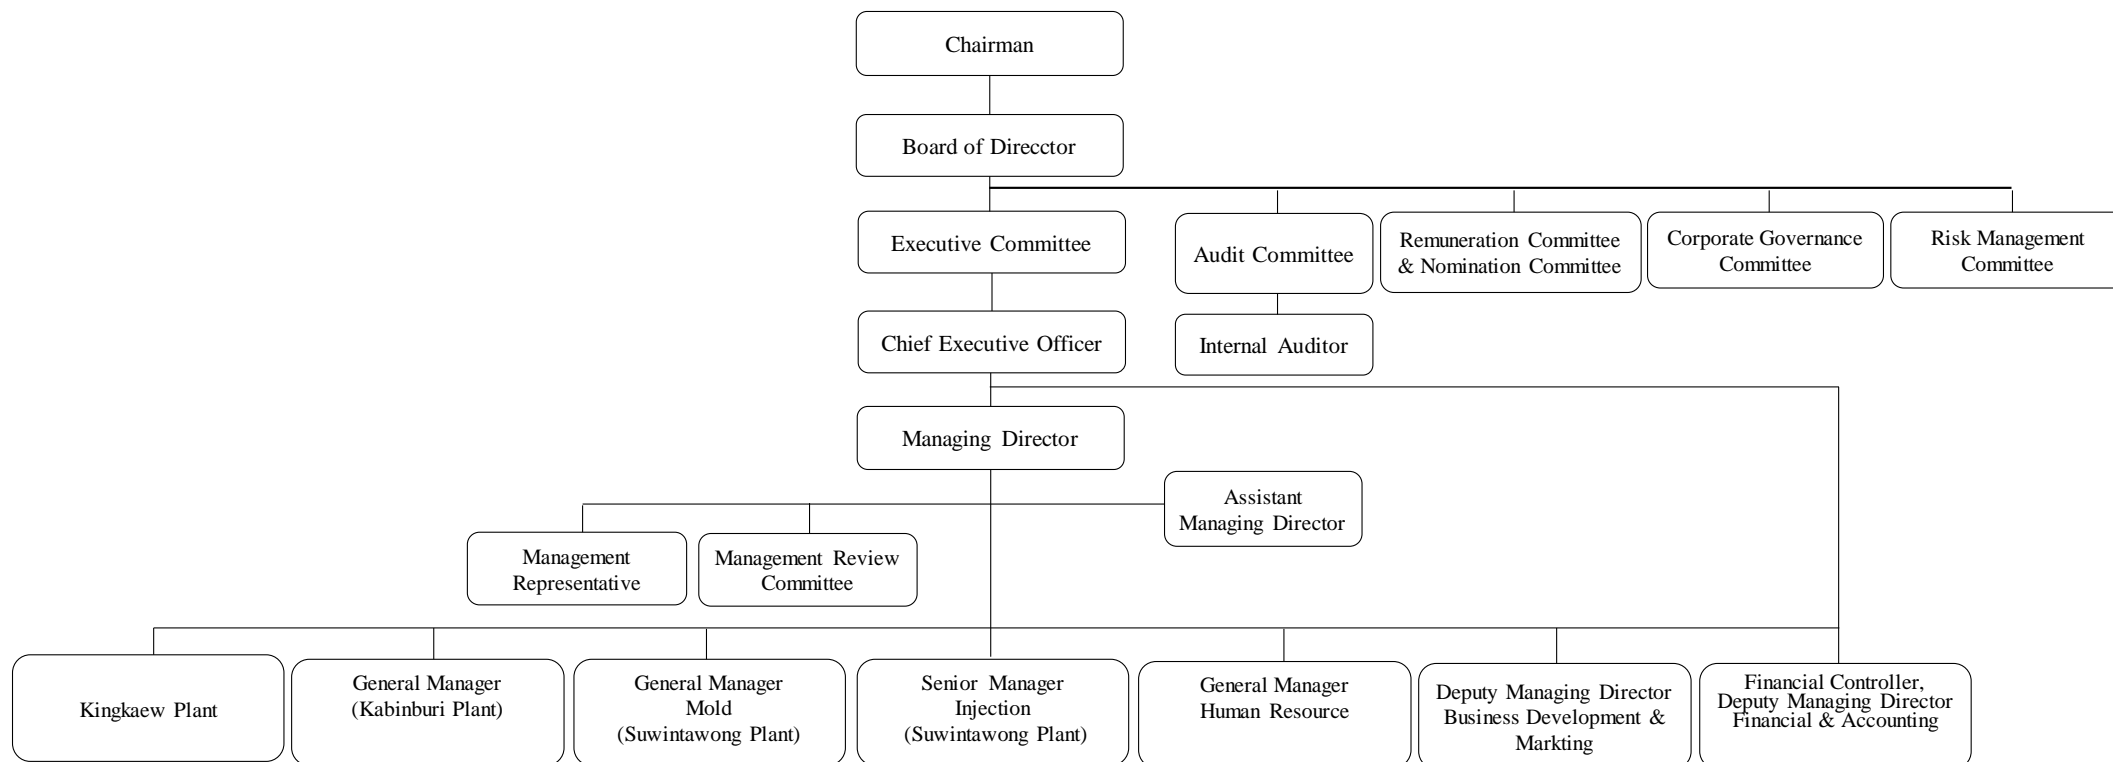 Chairman
Board of Direcctor
Executive Committee
Audit Committee
Remuneration Committee
& Nomination Committee
Corporate Governance
Committee
Risk Management
Committee
Chief Executive Officer
Internal Auditor
Managing Director
Assistant
Managing Director
Management
Representative
Management Review
Committee
Kingkaew Plant
General Manager
(Kabinburi Plant)
General Manager
Mold
(Suwintawong Plant)
Senior Manager
Injection
(Suwintawong Plant)
General Manager
Human Resource
Deputy Managing Director
Business Development &
Markting
Financial Controller,
Deputy Managing Director
Financial & Accounting